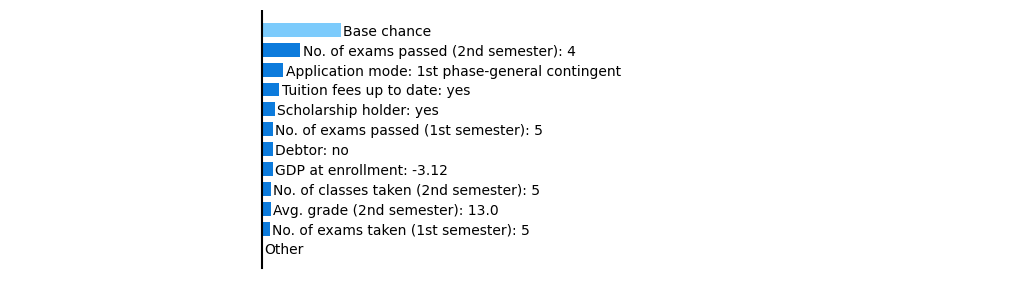 Base chance
No. of exams passed (2nd semester): 4
Application mode: 1st phase-general contingent
Tuition fees up to date: yes
Scholarship holder: yes
No. of exams passed (1st semester): 5
Debtor: no
GDP at enrollment: -3.12
No. of classes taken (2nd semester): 5
Avg. grade (2nd semester): 13.0
No. of exams taken (1st semester): 5
Other